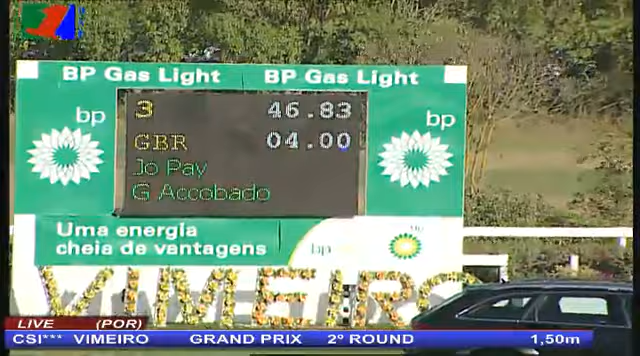 BP Gas Light BP Gas Light
bp bp
3 46.83
GBR 04.00
Jo Pay
G Accobado
Uma energia
cheia de vantagens
bp
VIMEIRO
LIVE (POR)
CSI*** VIMEIRO GRAND PRIX 2º ROUND 1,50m